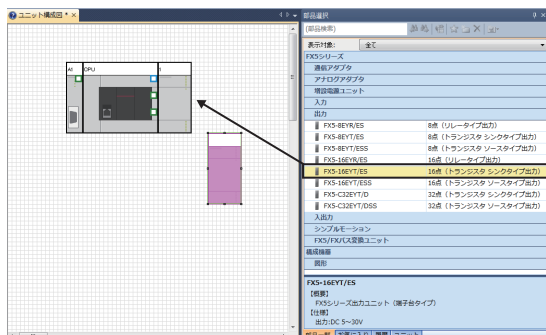 ユニット構成図 *
A1 CPU 1
部品選択
(部品検索)
表示対象: 全て
FX5シリーズ
通信アダプタ
アナログアダプタ
増設電源ユニット
入力
出力
FX5-8EYR/ES 8点 (リレータイプ出力)
FX5-8EYT/ES 8点 (トランジスタ シンクタイプ出力)
FX5-8EYT/ESS 8点 (トランジスタ ソースタイプ出力)
FX5-16EYR/ES 16点 (リレータイプ出力)
FX5-16EYT/ES 16点 (トランジスタ シンクタイプ出力)
FX5-16EYT/ESS 16点 (トランジスタ ソースタイプ出力)
FX5-C32EYT/D 32点 (トランジスタ シンクタイプ出力)
FX5-C32EYT/DSS 32点 (トランジスタ ソースタイプ出力)
入出力
シンプルモーション
FX5/FXバス変換ユニット
構成機器
図形
FX5-16EYT/ES
【概要】
FX5シリーズ出力ユニット (端子台タイプ)
【仕様】
出力:DC 5~30V